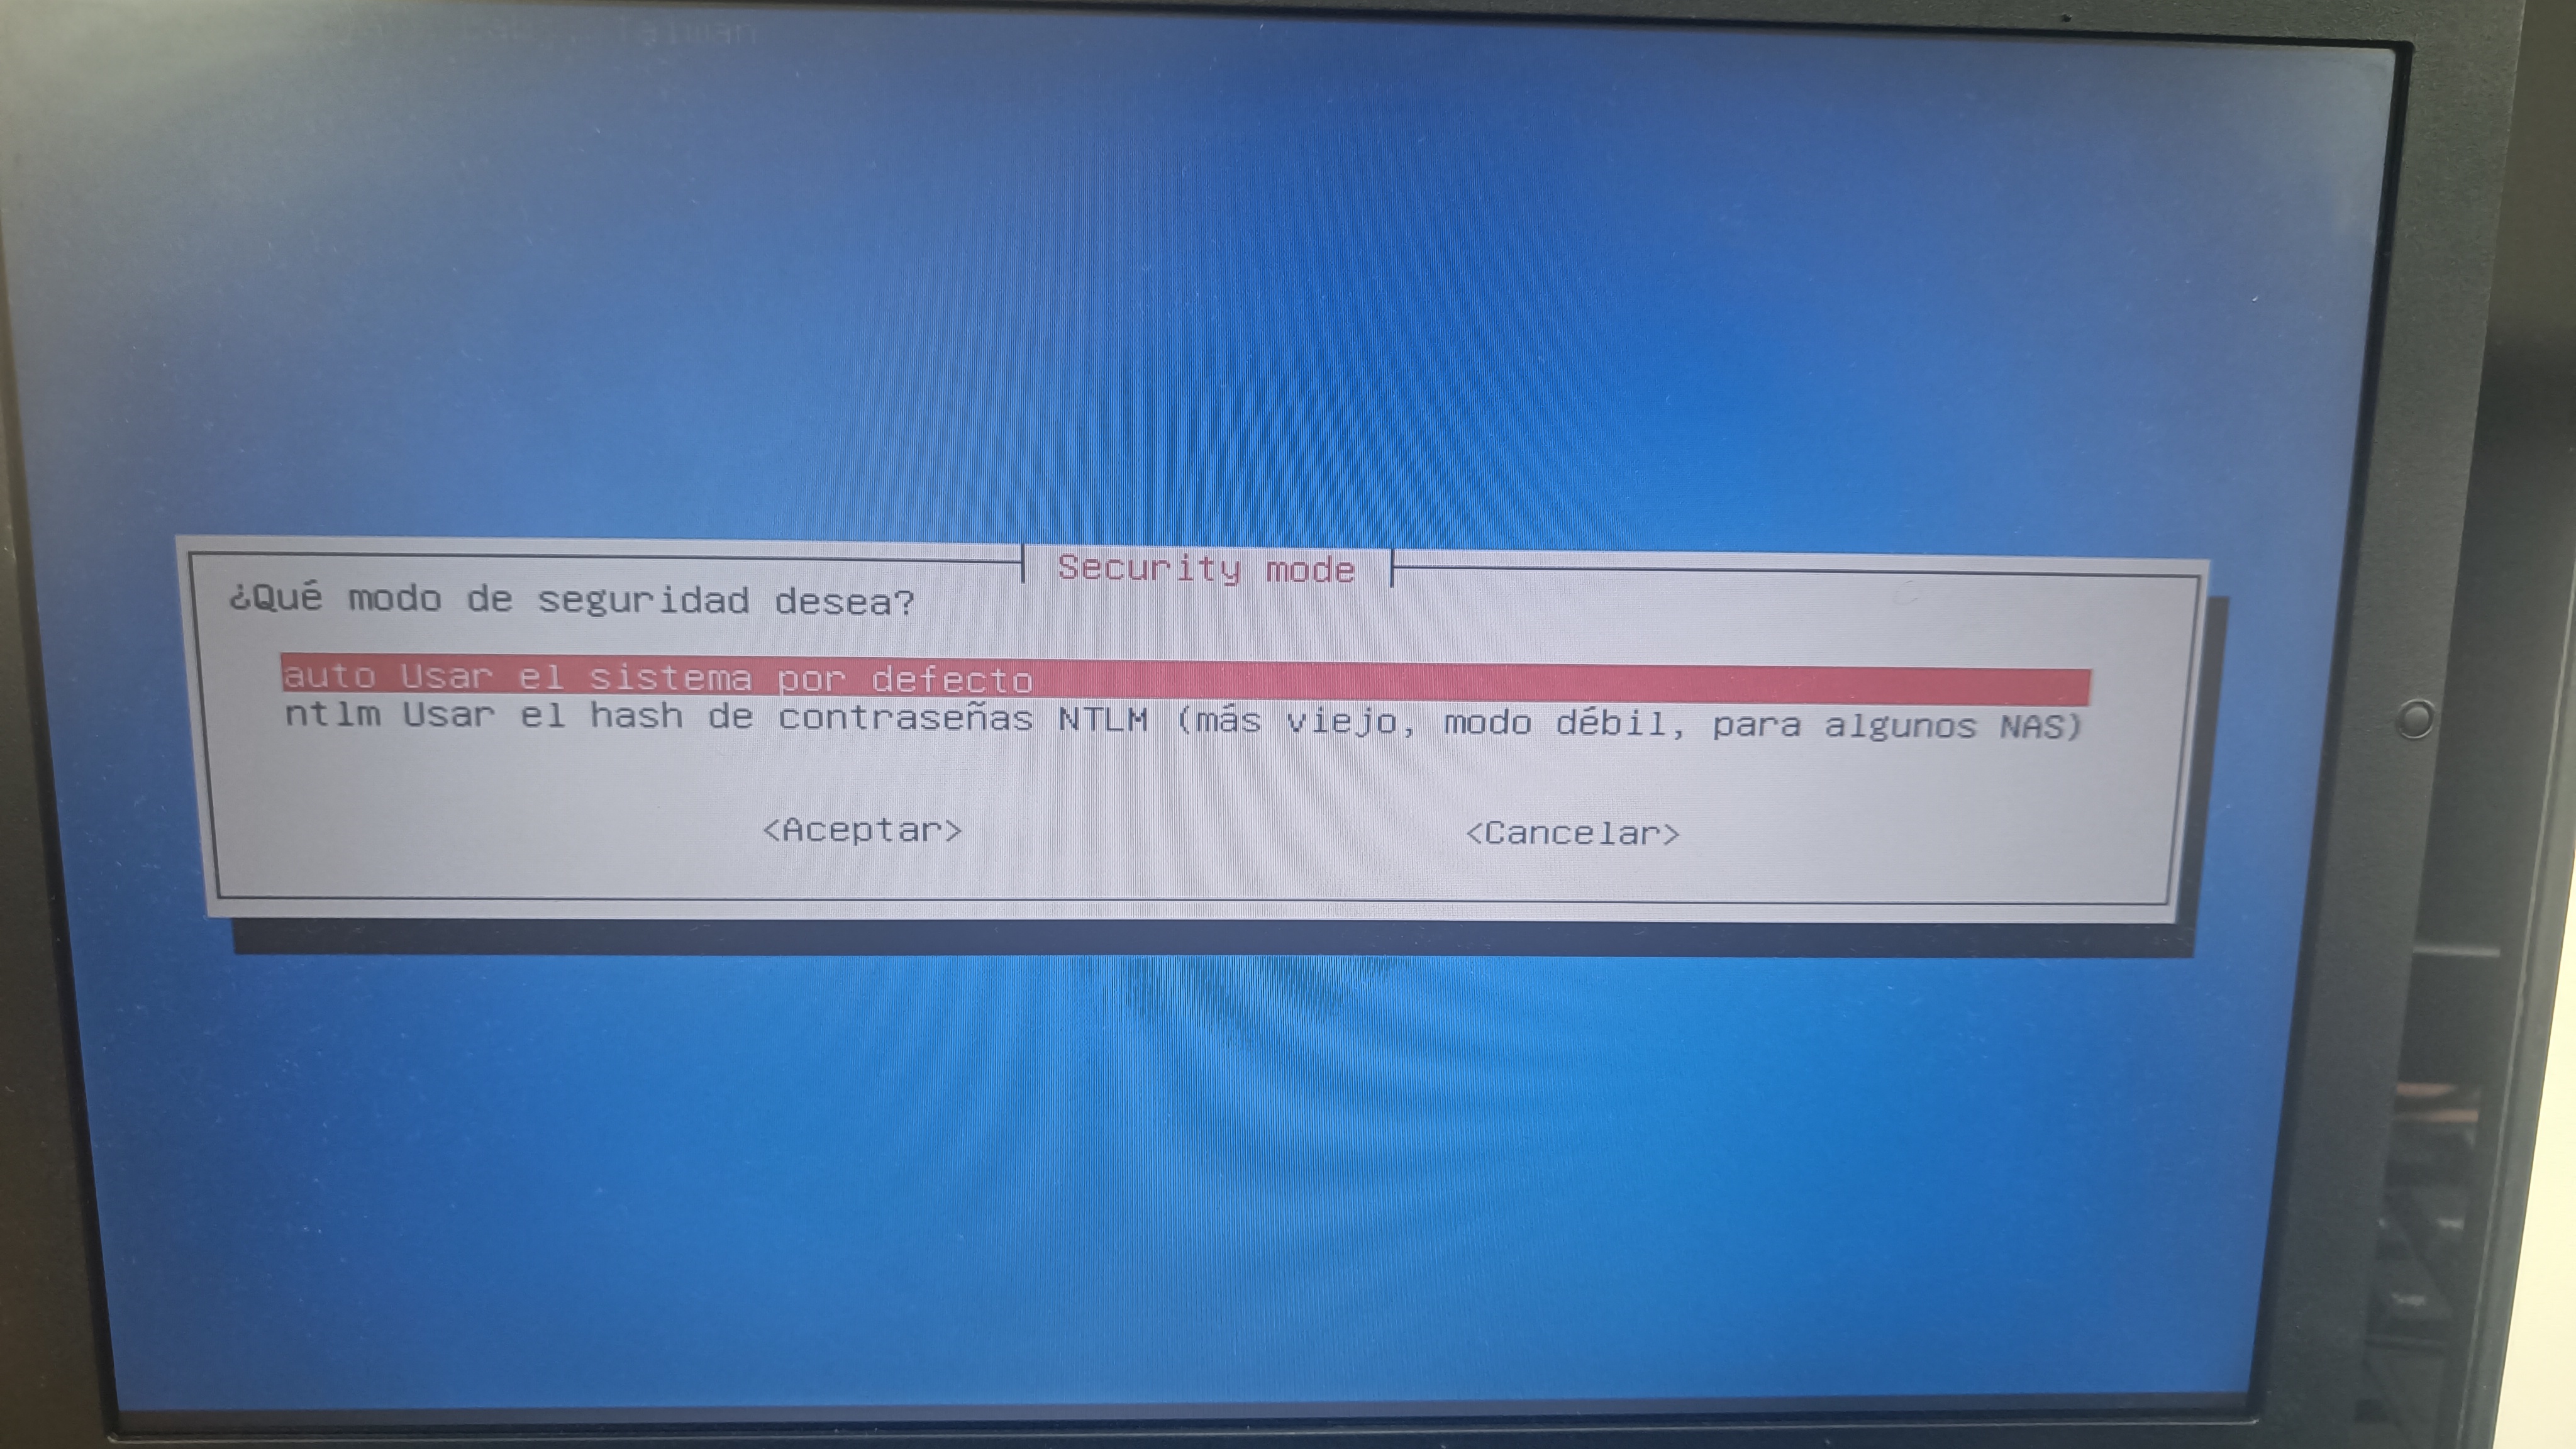 Taiwan
Security mode
¿Qué modo de seguridad desea?
auto Usar el sistema por defecto
ntlm Usar el hash de contraseñas NTLM (más viejo, modo débil, para algunos NAS)
<Aceptar> <Cancelar>